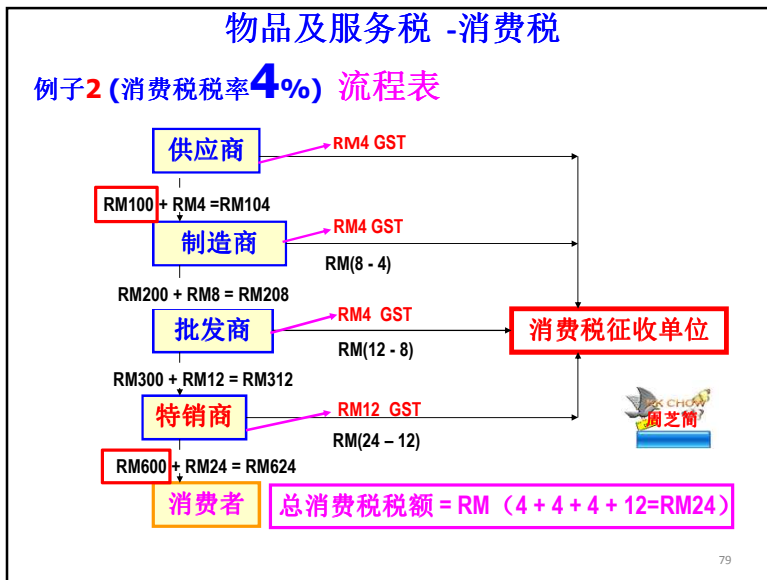 物品及服务税 -消费税
例子2 (消费税税率4%) 流程表
供应商
RM4 GST
RM100 + RM4 =RM104
制造商
RM4 GST
RM(8 - 4)
RM200 + RM8 = RM208
批发商
RM4 GST
RM(12 - 8)
消费税征收单位
RM300 + RM12 = RM312
特销商
RM12 GST
RM(24 – 12)
CHOW
周芝简
RM600 + RM24 = RM624
消费者
总消费税税额 = RM（4 + 4 + 4 + 12=RM24）
79